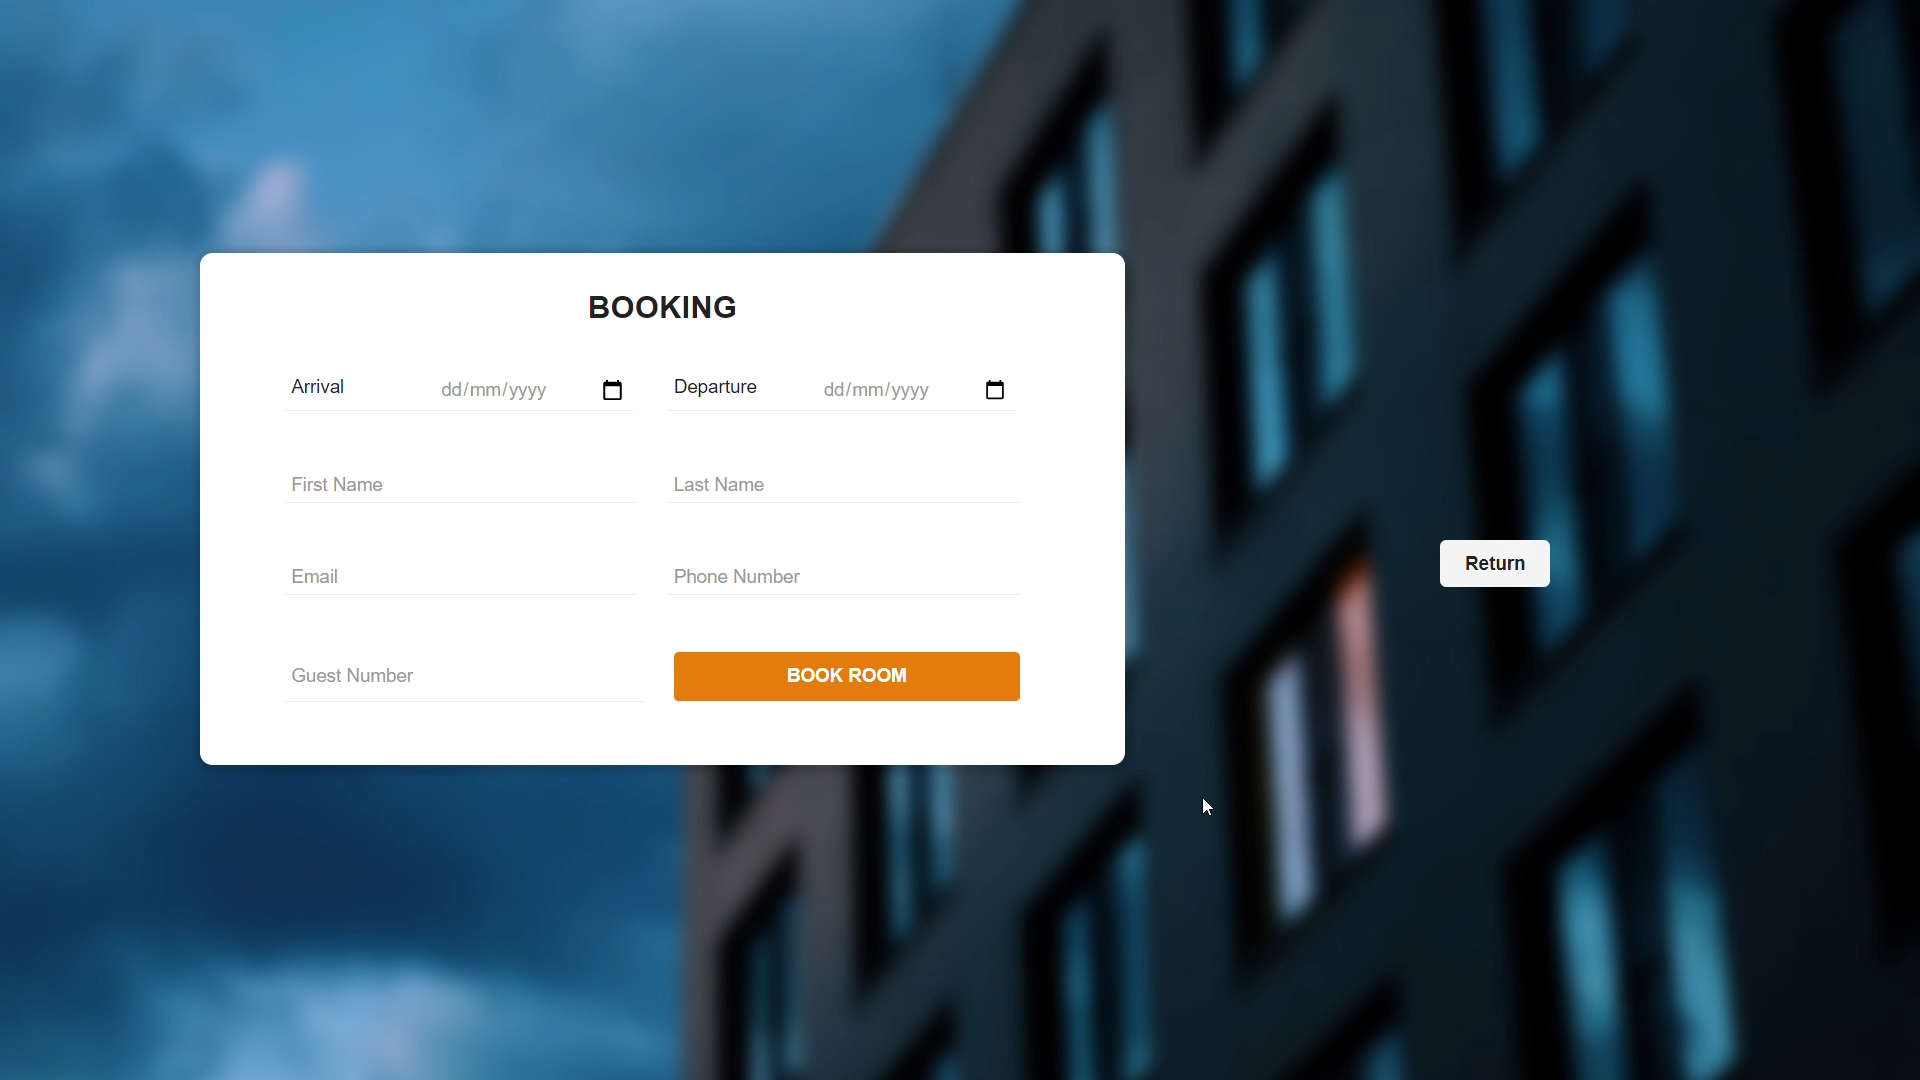 BOOKING
Arrival dd/mm/yyyy Departure dd/mm/yyyy
First Name Last Name
Email Phone Number
Return
Guest Number BOOK ROOM